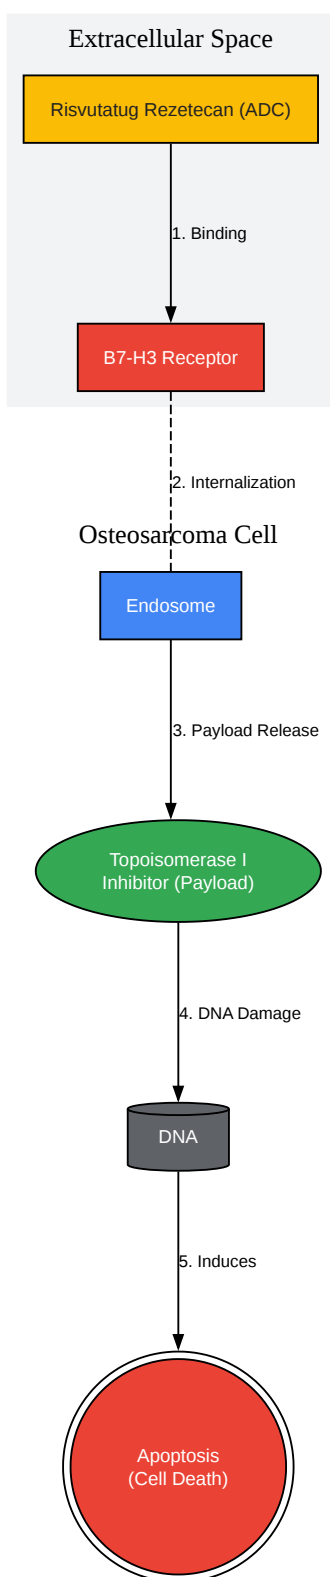 Extracellular Space
Risvutatug Rezetecan (ADC)
1. Binding
B7-H3 Receptor
2. Internalization
Osteosarcoma Cell
Endosome
3. Payload Release
Topoisomerase I
Inhibitor (Payload)
4. DNA Damage
DNA
5. Induces
Apoptosis
(Cell Death)